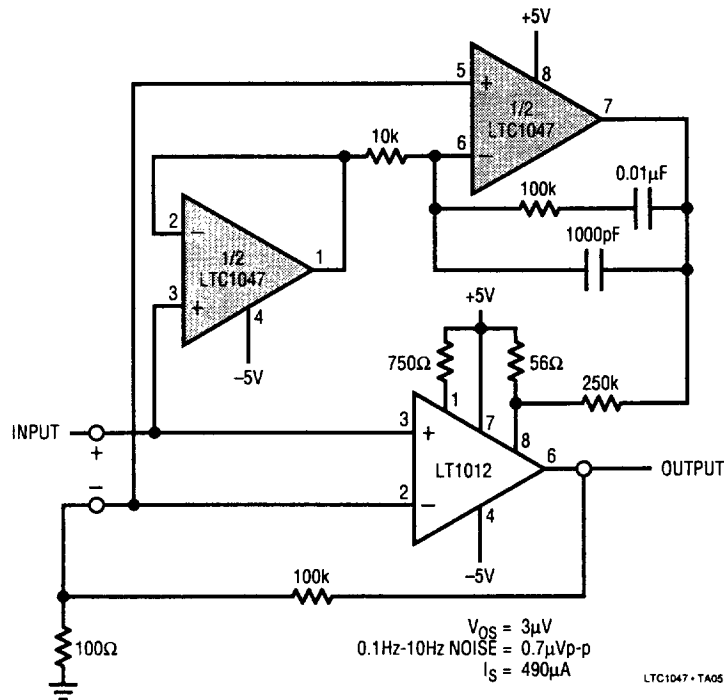 +5V
5
+
8
1/2
LTC1047
7
6
−
10k
0.01µF
100k
1000pF
2
−
1/2
LTC1047
1
3
+
4
−5V
+5V
750Ω
56Ω
250k
1
7
8
INPUT
+
3
+
LT1012
6
OUTPUT
−
2
−
4
−5V
100k
100Ω
VOS = 3µV
0.1Hz-10Hz NOISE = 0.7µVp-p
IS = 490µA
LTC1047 • TA05